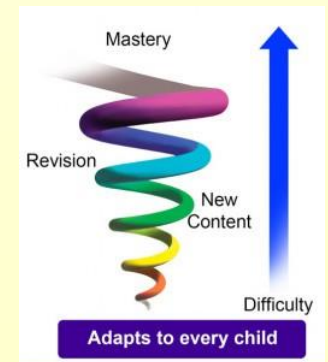 Mastery
Revision
New
Content
Difficulty
Adapts to every child